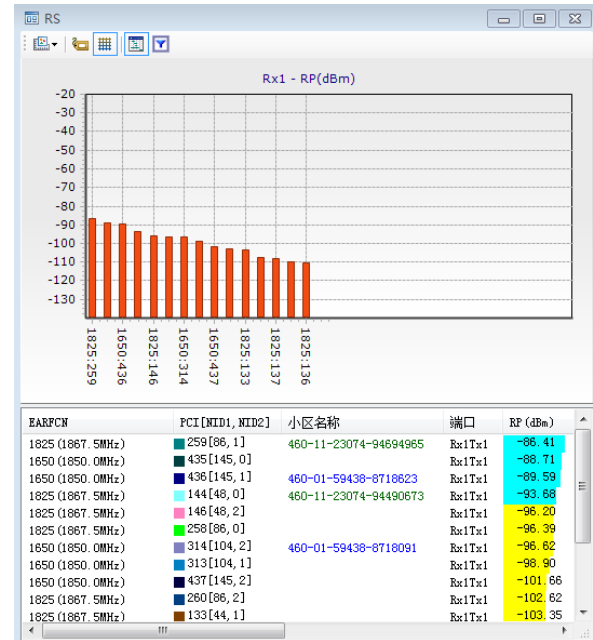 RS
Rx1 - RP(dBm)
-20
-30
-40
-50
-60
-70
-80
-90
-100
-110
-120
-130
1825:259
1650:436
1825:146
1650:314
1650:437
1825:133
1825:137
1825:136
EARFCN PCI[NID1, NID2] 小区名称 端口 RP(dBm)
1825(1867.5MHz) 259[86, 1] 460-11-23074-94694965 Rx1Tx1 -86.41
1650(1850.0MHz) 435[145, 0] Rx1Tx1 -88.71
1650(1850.0MHz) 436[145, 1] 460-01-59438-8718623 Rx1Tx1 -89.59
1825(1867.5MHz) 144[48, 0] 460-11-23074-94490673 Rx1Tx1 -93.68
1825(1867.5MHz) 146[48, 2] Rx1Tx1 -96.20
1825(1867.5MHz) 258[86, 0] Rx1Tx1 -96.39
1650(1850.0MHz) 314[104, 2] 460-01-59438-8718091 Rx1Tx1 -96.62
1650(1850.0MHz) 313[104, 1] Rx1Tx1 -98.90
1650(1850.0MHz) 437[145, 2] Rx1Tx1 -101.66
1825(1867.5MHz) 260[86, 2] Rx1Tx1 -102.62
1825(1867.5MHz) 133[44, 1] Rx1Tx1 -103.35